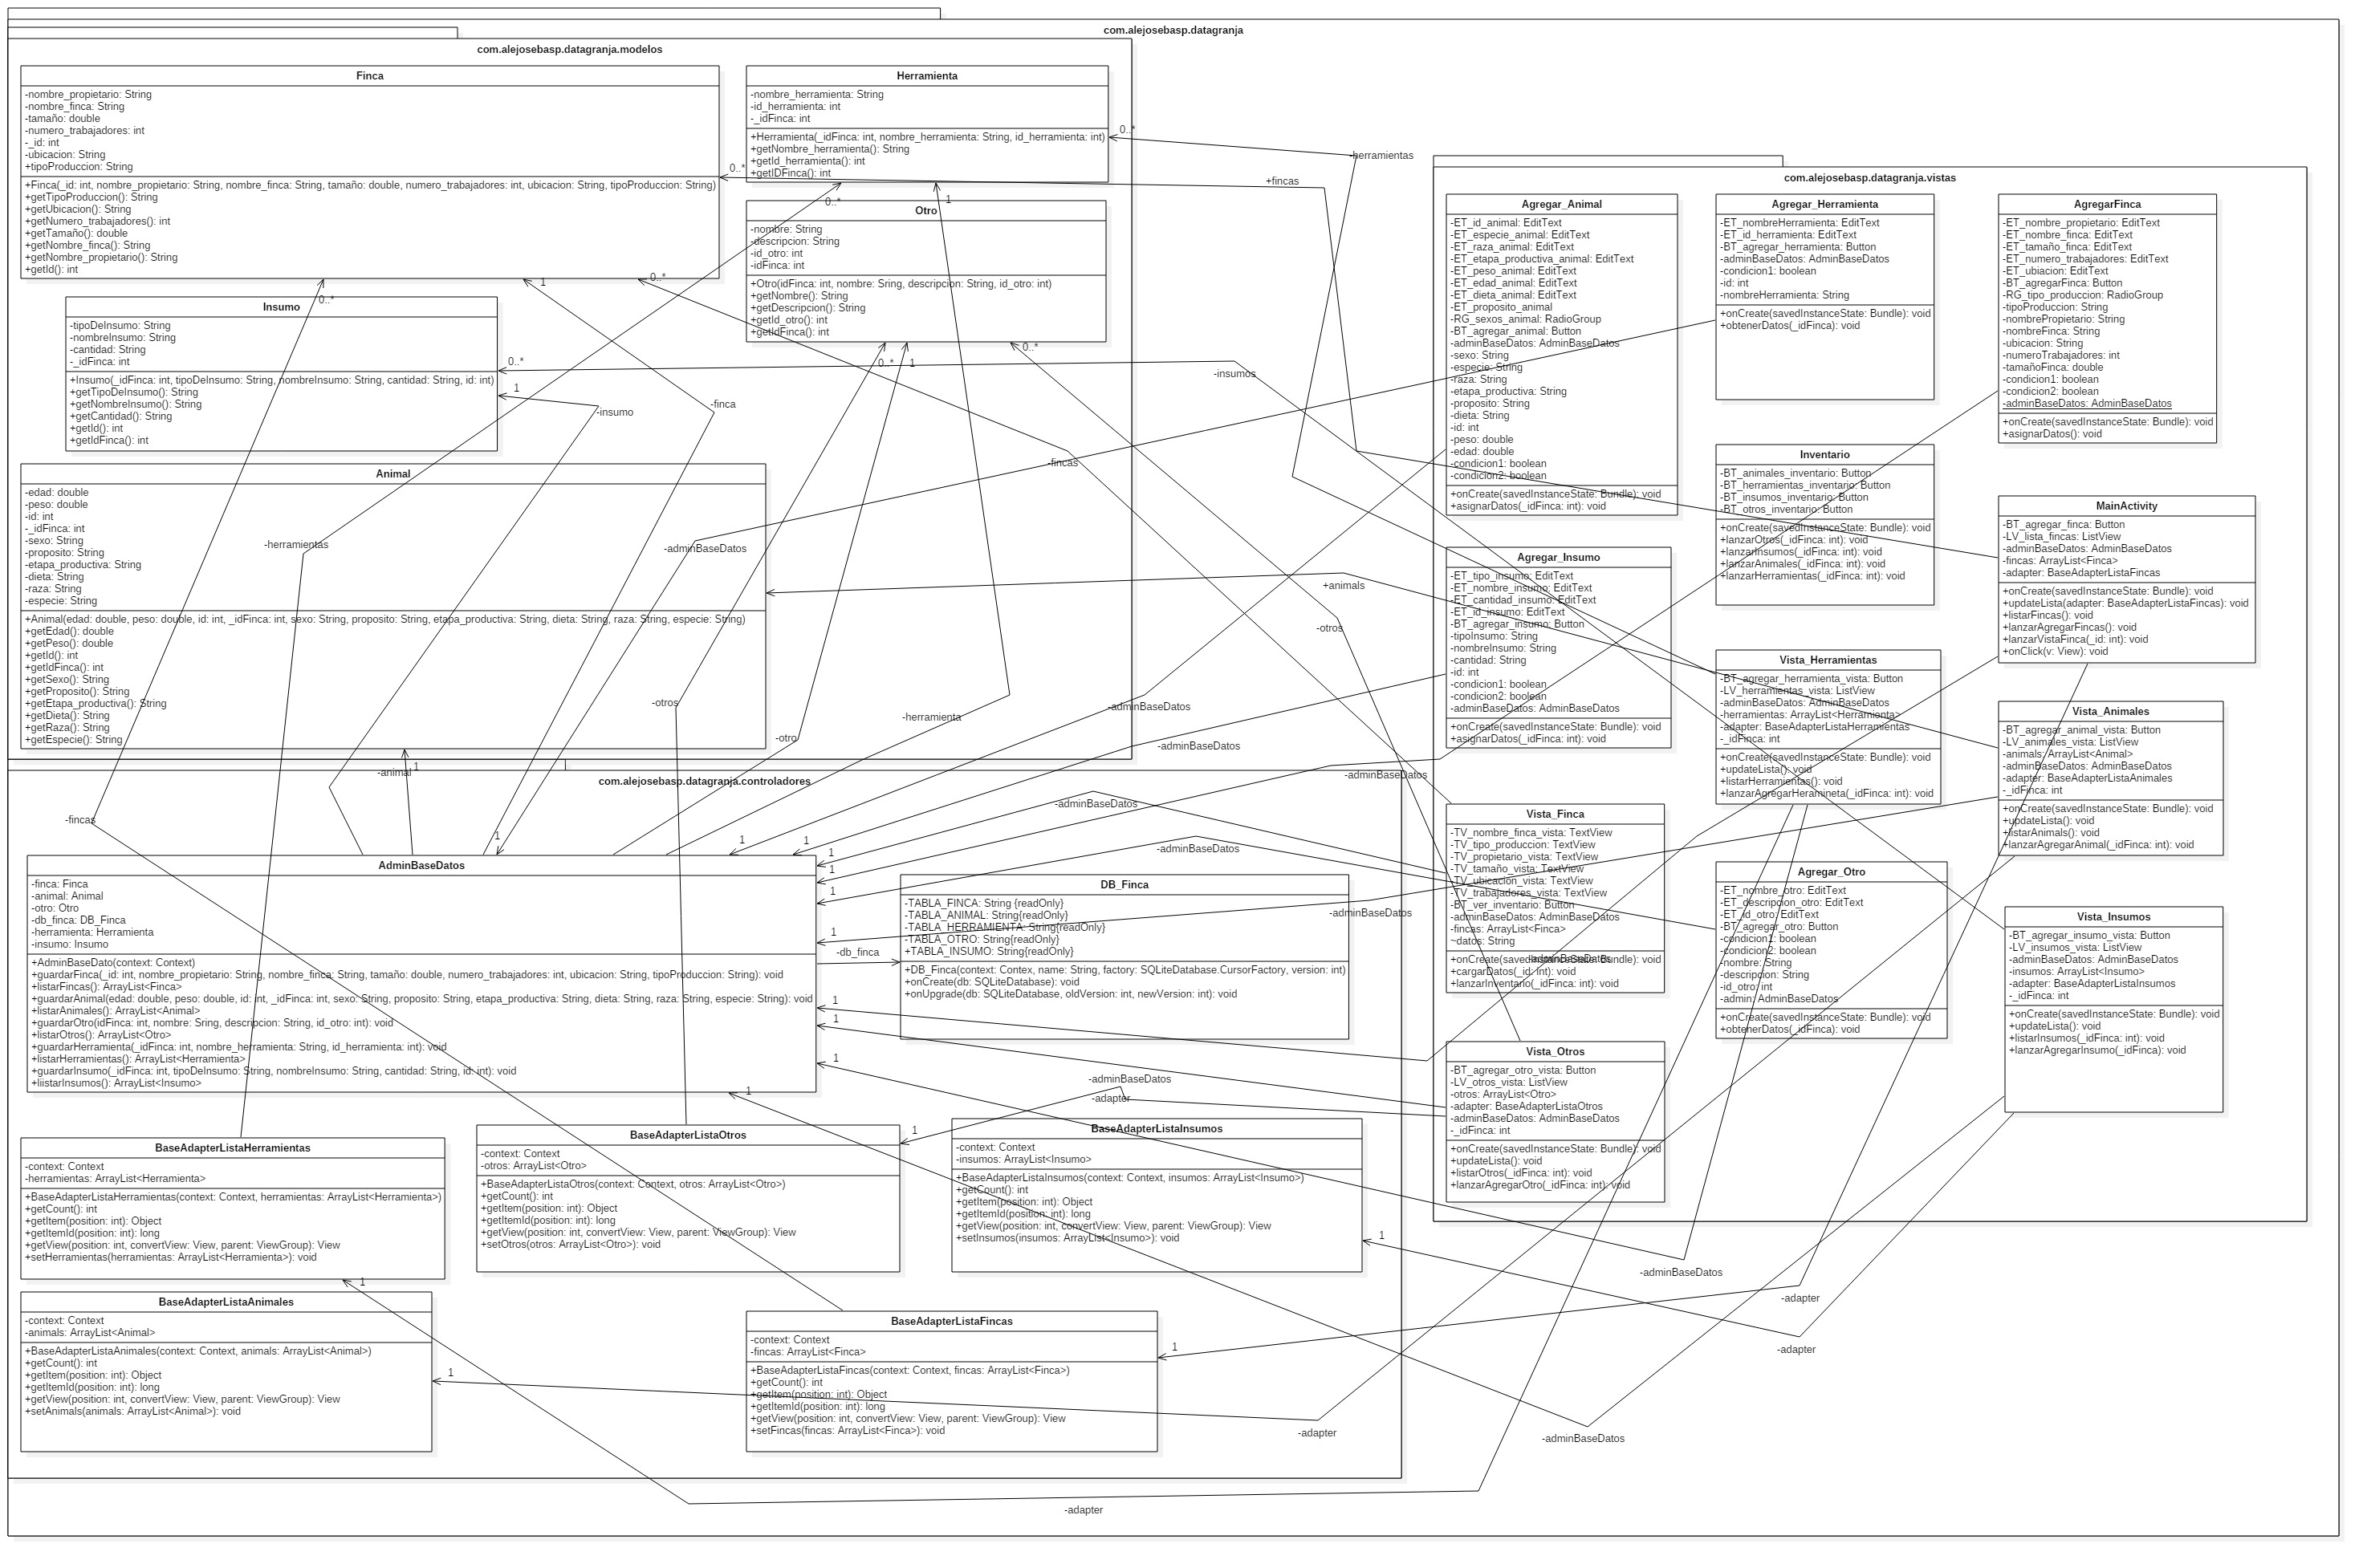 com.alejosebasp.datagranja
com.alejosebasp.datagranja.modelos
Finca
-nombre_propietario: String
-nombre_finca: String
-tamaño: double
-numero_trabajadores: int
-_id: int
-ubicacion: String
+tipoProduccion: String
+Finca(_id: int, nombre_propietario: String, nombre_finca: String, tamaño: double, numero_trabajadores: int, ubicacion: String, tipoProduccion: String)
+getTipoProduccion(): String
+getUbicacion(): String
+getNumero_trabajadores(): int
+getTamaño(): double
+getNombre_finca(): String
+getNombre_propietario(): String
+getId(): int
Herramienta
-nombre_herramienta: String
-id_herramienta: int
-_idFinca: int
+Herramienta(_idFinca: int, nombre_herramienta: String, id_herramienta: int)
+getNombre_herramienta(): String
+getId_herramienta(): int
+getIDFinca(): int
0..*
0..*
0..*
1
-herramientas
+fincas
Otro
-nombre: String
-descripcion: String
-id_otro: int
-idFinca: int
+Otro(idFinca: int, nombre: Sring, descripcion: String, id_otro: int)
+getNombre(): String
+getDescripcion(): String
+getId_otro(): int
+getIdFinca(): int
0..*
1
0..*
0..*
1
0..*
Insumo
-tipoDeInsumo: String
-nombreInsumo: String
-cantidad: String
-_idFinca: int
+Insumo(_idFinca: int, tipoDeInsumo: String, nombreInsumo: String, cantidad: String, id: int)
+getTipoDeInsumo(): String
+getNombreInsumo(): String
+getCantidad(): String
+getId(): int
+getIdFinca(): int
0..*
1
-insumo
-finca
-insumos
-fincas
Animal
-edad: double
-peso: double
-id: int
-_idFinca: int
-sexo: String
-proposito: String
-etapa_productiva: String
-dieta: String
-raza: String
-especie: String
+Animal(edad: double, peso: double, id: int, _idFinca: int, sexo: String, proposito: String, etapa_productiva: String, dieta: String, raza: String, especie: String)
+getEdad(): double
+getPeso(): double
+getId(): int
+getIdFinca(): int
+getSexo(): String
+getProposito(): String
+getEtapa_productiva(): String
+getDieta(): String
+getRaza(): String
+getEspecie(): String
-herramientas
-adminBaseDatos
+animals
-otros
-otros
-otro
-herramienta
-adminBaseDatos
-adminBaseDatos
-animal
1
-fincas
com.alejosebasp.datagranja.vistas
Agregar_Animal
-ET_id_animal: EditText
-ET_especie_animal: EditText
-ET_raza_animal: EditText
-ET_etapa_productiva_animal: EditText
-ET_peso_animal: EditText
-ET_edad_animal: EditText
-ET_dieta_animal: EditText
-ET_proposito_animal
-RG_sexos_animal: RadioGroup
-BT_agregar_animal: Button
-adminBaseDatos: AdminBaseDatos
-sexo: String
-especie: String
-raza: String
-etapa_productiva: String
-proposito: String
-dieta: String
-id: int
-peso: double
-edad: double
-condicion1: boolean
-condicion2: boolean
+onCreate(savedInstanceState: Bundle): void
+asignarDatos(_idFinca: int): void
Agregar_Herramienta
-ET_nombreHerramienta: EditText
-ET_id_herramienta: EditText
-BT_agregar_herramienta: Button
-adminBaseDatos: AdminBaseDatos
-condicion1: boolean
-id: int
-nombreHerramienta: String
+onCreate(savedInstanceState: Bundle): void
+obtenerDatos(_idFinca): void
AgregarFinca
-ET_nombre_propietario: EditText
-ET_nombre_finca: EditText
-ET_tamaño_finca: EditText
-ET_numero_trabajadores: EditText
-ET_ubiacion: EditText
-BT_agregarFinca: Button
-RG_tipo_produccion: RadioGroup
-tipoProduccion: String
-nombrePropietario: String
-nombreFinca: String
-ubicacion: String
-numeroTrabajadores: int
-tamañoFinca: double
-condicion1: boolean
-condicion2: boolean
-adminBaseDatos: AdminBaseDatos
+onCreate(savedInstanceState: Bundle): void
+asignarDatos(): void
Inventario
-BT_animales_inventario: Button
-BT_herramientas_inventario: Button
-BT_insumos_inventario: Button
-BT_otros_inventario: Button
+onCreate(savedInstanceState: Bundle): void
+lanzarOtros(_idFinca: int): void
+lanzarInsumos(_idFinca: int): void
+lanzarAnimales(_idFinca: int): void
+lanzarHerramientas(_idFinca: int): void
MainActivity
-BT_agregar_finca: Button
-LV_lista_fincas: ListView
-adminBaseDatos: AdminBaseDatos
-fincas: ArrayList<Finca>
-adapter: BaseAdapterListaFincas
+onCreate(savedInstanceState: Bundle): void
+updateLista(adapter: BaseAdapterListaFincas): void
+listarFincas(): void
+lanzarAgregarFincas(): void
+lanzarVistaFinca(_id: int): void
+onClick(v: View): void
Agregar_Insumo
-ET_tipo_insumo: EditText
-ET_nombre_insumo: EditText
-ET_cantidad_insumo: EditText
-ET_id_insumo: EditText
-BT_agregar_insumo: Button
-tipoInsumo: String
-nombreInsumo: String
-cantidad: String
-id: int
-condicion1: boolean
-condicion2: boolean
-adminBaseDatos: AdminBaseDatos
+onCreate(savedInstanceState: Bundle): void
+asignarDatos(_idFinca: int): void
Vista_Herramientas
-BT_agregar_herramienta_vista: Button
-LV_herramientas_vista: ListView
-adminBaseDatos: AdminBaseDatos
-herramientas: ArrayList<Herramienta>
-adapter: BaseAdapterListaHerramientas
-_idFinca: int
+onCreate(savedInstanceState: Bundle): void
+updateLista(): void
+listarHerramientas(): void
+lanzarAgregarHeramineta(_idFinca: int): void
Vista_Animales
-BT_agregar_animal_vista: Button
-LV_animales_vista: ListView
-animals: ArrayList<Animal>
-adminBaseDatos: AdminBaseDatos
-adapter: BaseAdapterListaAnimales
-_idFinca: int
+onCreate(savedInstanceState: Bundle): void
+updateLista(): void
+listarAnimals(): void
+lanzarAgregarAnimal(_idFinca: int): void
Vista_Finca
-TV_nombre_finca_vista: TextView
-TV_tipo_produccion: TextView
-TV_propietario_vista: TextView
-TV_tamaño_vista: TextView
-TV_ubicacion_vista: TextView
-TV_trabajadores_vista: TextView
-BT_ver_inventario: Button
-adminBaseDatos: AdminBaseDatos
-fincas: ArrayList<Finca>
~datos: String
+onCreate(savedInstanceState: Bundle): void
+cargarDatos(_id: int): void
+lanzarInventario(_idFinca: int): void
-adminBaseDatos
Agregar_Otro
-ET_nombre_otro: EditText
-ET_descripcion_otro: EditText
-ET_id_otro: EditText
-BT_agregar_otro: Button
-condicion1: boolean
-condicion2: boolean
-nombre: String
-descripcion: String
-id_otro: int
-admin: AdminBaseDatos
+onCreate(savedInstanceState: Bundle): void
+obtenerDatos(_idFinca): void
Vista_Insumos
-BT_agregar_insumo_vista: Button
-LV_insumos_vista: ListView
-adminBaseDatos: AdminBaseDatos
-insumos: ArrayList<Insumo>
-adapter: BaseAdapterListaInsumos
-_idFinca: int
+onCreate(savedInstanceState: Bundle): void
+updateLista(): void
+listarInsumos(_idFinca: int): void
+lanzarAgregarInsumo(_idFinca): void
Vista_Otros
-BT_agregar_otro_vista: Button
-LV_otros_vista: ListView
-otros: ArrayList<Otro>
-adapter: BaseAdapterListaOtros
-adminBaseDatos: AdminBaseDatos
-_idFinca: int
+onCreate(savedInstanceState: Bundle): void
+updateLista(): void
+listarOtros(_idFinca: int): void
+lanzarAgregarOtro(_idFinca: int): void
com.alejosebasp.datagranja.controladores
-adminBaseDatos
-adminBaseDatos
-adminBaseDatos
-adminBaseDatos
1
1
1
1
1
1
1
1
1
1
1
AdminBaseDatos
-finca: Finca
-animal: Animal
-otro: Otro
-db_finca: DB_Finca
-herramienta: Herramienta
-insumo: Insumo
+AdminBaseDato(context: Context)
+guardarFinca(_id: int, nombre_propietario: String, nombre_finca: String, tamaño: double, numero_trabajadores: int, ubicacion: String, tipoProduccion: String): void
+listarFincas(): ArrayList<Finca>
+guardarAnimal(edad: double, peso: double, id: int, _idFinca: int, sexo: String, proposito: String, etapa_productiva: String, dieta: String, raza: String, especie: String): void
+listarAnimales(): ArrayList<Animal>
+guardarOtro(idFinca: int, nombre: Sring, descripcion: String, id_otro: int): void
+listarOtros(): ArrayList<Otro>
+guardarHerramienta(_idFinca: int, nombre_herramienta: String, id_herramienta: int): void
+listarHerramientas(): ArrayList<Herramienta>
+guardarInsumo(_idFinca: int, tipoDeInsumo: String, nombreInsumo: String, cantidad: String, id: int): void
+liistarInsumos(): ArrayList<Insumo>
-db_finca
DB_Finca
-TABLA_FINCA: String {readOnly}
-TABLA_ANIMAL: String{readOnly}
-TABLA_HERRAMIENTA: String{readOnly}
-TABLA_OTRO: String{readOnly}
+TABLA_INSUMO: String{readOnly}
+DB_Finca(context: Contex, name: String, factory: SQLiteDatabase.CursorFactory, version: int)
+onCreate(db: SQLiteDatabase): void
+onUpgrade(db: SQLiteDatabase, oldVersion: int, newVersion: int): void
-adminBaseDatos
-adapter
BaseAdapterListaHerramientas
-context: Context
-herramientas: ArrayList<Herramienta>
+BaseAdapterListaHerramientas(context: Context, herramientas: ArrayList<Herramienta>)
+getCount(): int
+getItem(position: int): Object
+getItemId(position: int): long
+getView(position: int, convertView: View, parent: ViewGroup): View
+setHerramientas(herramientas: ArrayList<Herramienta>): void
1
BaseAdapterListaOtros
-context: Context
-otros: ArrayList<Otro>
+BaseAdapterListaOtros(context: Context, otros: ArrayList<Otro>)
+getCount(): int
+getItem(position: int): Object
+getItemId(position: int): long
+getView(position: int, convertView: View, parent: ViewGroup): View
+setOtros(otros: ArrayList<Otro>): void
1
BaseAdapterListaInsumos
-context: Context
-insumos: ArrayList<Insumo>
+BaseAdapterListaInsumos(context: Context, insumos: ArrayList<Insumo>)
+getCount(): int
+getItem(position: int): Object
+getItemId(position: int): long
+getView(position: int, convertView: View, parent: ViewGroup): View
+setInsumos(insumos: ArrayList<Insumo>): void
1
BaseAdapterListaAnimales
-context: Context
-animals: ArrayList<Animal>
+BaseAdapterListaAnimales(context: Context, animals: ArrayList<Animal>)
+getCount(): int
+getItem(position: int): Object
+getItemId(position: int): long
+getView(position: int, convertView: View, parent: ViewGroup): View
+setAnimals(animals: ArrayList<Animal>): void
1
BaseAdapterListaFincas
-context: Context
-fincas: ArrayList<Finca>
+BaseAdapterListaFincas(context: Context, fincas: ArrayList<Finca>)
+getCount(): int
+getItem(position: int): Object
+getItemId(position: int): long
+getView(position: int, convertView: View, parent: ViewGroup): View
+setFincas(fincas: ArrayList<Finca>): void
1
-adminBaseDatos
-adapter
-adapter
-adapter
-adminBaseDatos
-adapter